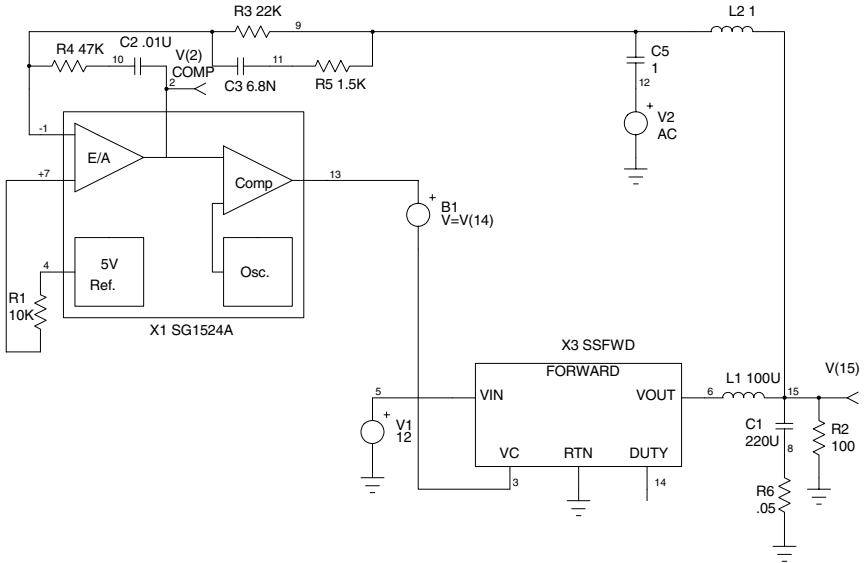 R3 22K
9
L2 1
R4 47K
10
C2 .01U
V(2)
COMP
2
C3 6.8N
11
R5 1.5K
C5
1
12
V2
AC
-1
E/A
+7
Comp
13
B1
V=V(14)
4
5V
Ref.
Osc.
R1
10K
X1 SG1524A
X3 SSFWD
FORWARD
5
VIN
VOUT
6
L1 100U
15
V(15)
V1
12
C1
220U
8
R2
100
VC
RTN
DUTY
3
14
R6
.05